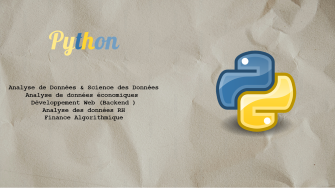 Python
Analyse de Données & Science des Données
Analyse de données économiques
Développement Web (Backend )
Analyse des données RH
Finance Algorithmique